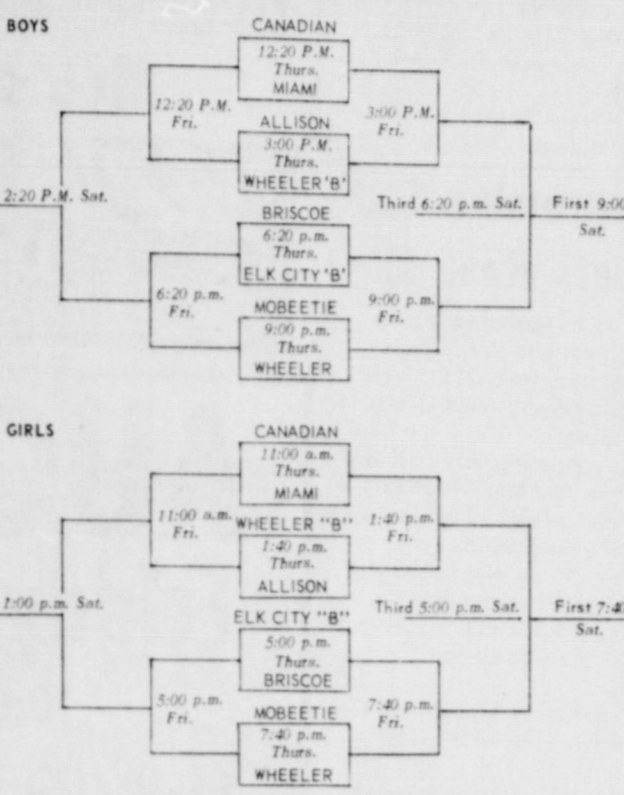 BOYS
CANADIAN
12:20 P.M.
Thurs.
MIAMI
12:20 P.M.
Fri.
3:00 P.M.
Fri.
ALLISON
3:00 P.M.
Thurs.
WHEELER 'B'
2:20 P.M. Sat.
Third 6:20 p.m. Sat.
First 9:00
Sat.
BRISCOE
6:20 p.m.
Thurs.
ELK CITY 'B'
6:20 p.m.
Fri.
9:00 p.m.
Fri.
MOBEETIE
9:00 p.m.
Thurs.
WHEELER
GIRLS
CANADIAN
11:00 a.m.
Thurs.
MIAMI
11:00 a.m.
Fri.
1:40 p.m.
Fri.
WHEELER "B"
1:40 p.m.
Thurs.
ALLISON
1:00 p.m. Sat.
Third 5:00 p.m. Sat.
First 7:40
Sat.
ELK CITY "B"
5:00 p.m.
Thurs.
BRISCOE
5:00 p.m.
Fri.
7:40 p.m.
Fri.
MOBEETIE
7:40 p.m.
Thurs.
WHEELER